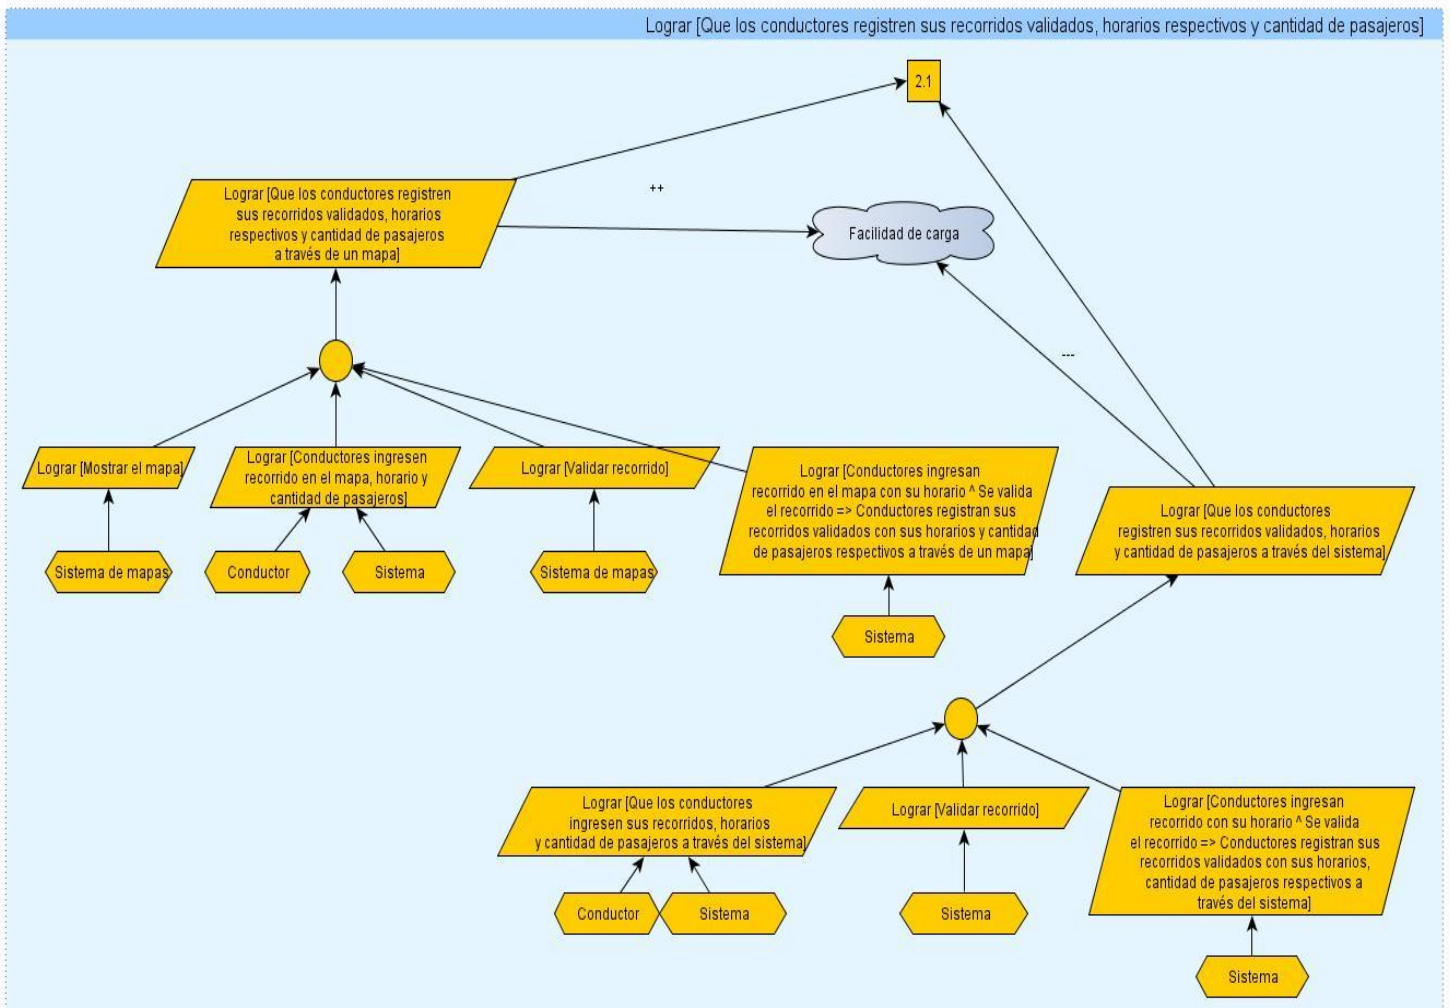 Lograr [Que los conductores registren sus recorridos validados, horarios respectivos y cantidad de pasajeros]
2.1
Lograr [Que los conductores registren
sus recorridos validados, horarios
respectivos y cantidad de pasajeros
a través de un mapa]
++
Facilidad de carga
---
Lograr [Mostrar el mapa]
Lograr [Conductores ingresen
recorrido en el mapa, horario y
cantidad de pasajeros]
Lograr [Validar recorrido]
Lograr [Conductores ingresan
recorrido en el mapa con su horario ^ Se valida
el recorrido => Conductores registran sus
recorridos validados con sus horarios y cantidad
de pasajeros respectivos a través de un mapa]
Lograr [Que los conductores
registren sus recorridos validados, horarios
y cantidad de pasajeros a través del sistema]
Sistema de mapas
Conductor
Sistema
Sistema de mapas
Sistema
Lograr [Que los conductores
ingresen sus recorridos, horarios
y cantidad de pasajeros a través del sistema]
Lograr [Validar recorrido]
Lograr [Conductores ingresan
recorrido con su horario ^ Se valida
el recorrido => Conductores registran sus
recorridos validados con sus horarios,
cantidad de pasajeros respectivos a
través del sistema]
Conductor
Sistema
Sistema
Sistema